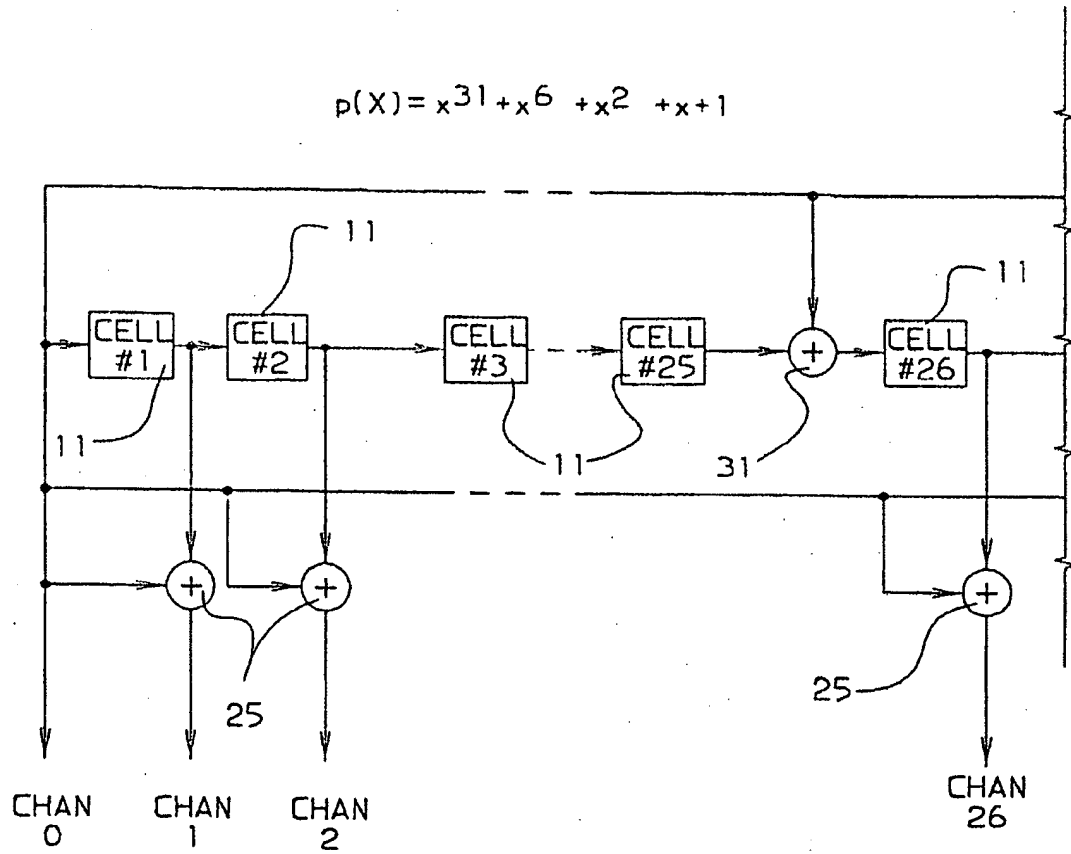 p(X)= x31+x6 +x2 +x+1
11
11
CELL #1
CELL #2
CELL #3
CELL #25
+
CELL #26
11
11
31
+
+
+
25
25
CHAN 0
CHAN 1
CHAN 2
CHAN 26